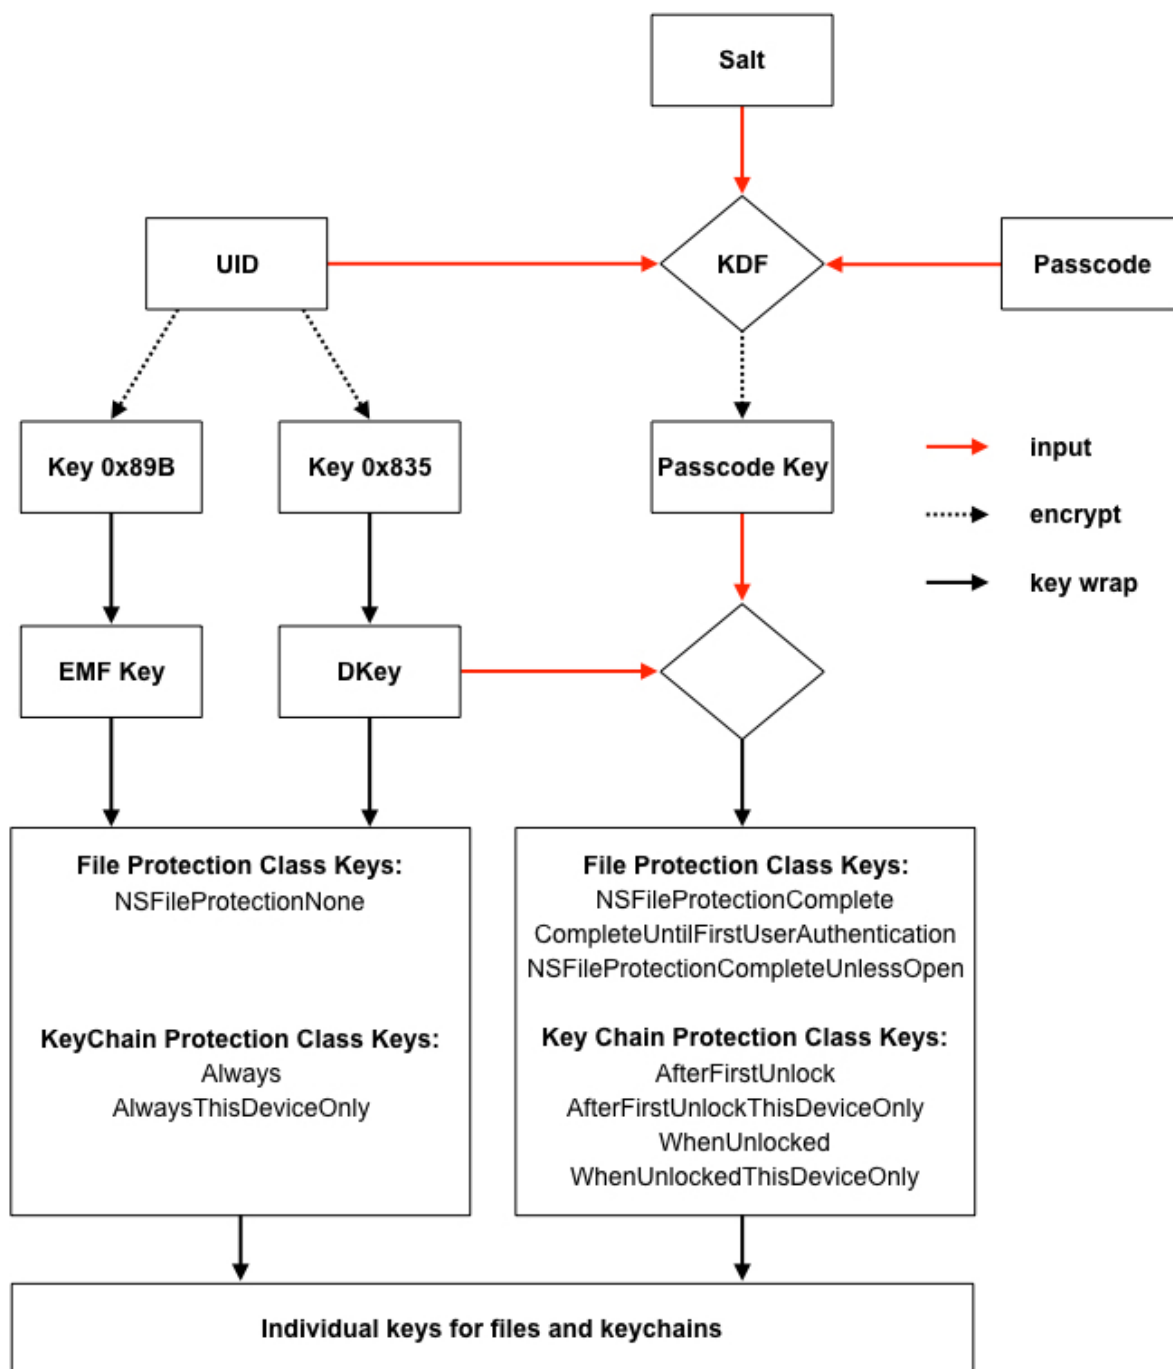 Salt
UID
KDF
Passcode
Key 0x89B
Key 0x835
Passcode Key
input
encrypt
key wrap
EMF Key
DKey
File Protection Class Keys:
NSFileProtectionNone
KeyChain Protection Class Keys:
Always
AlwaysThisDeviceOnly
File Protection Class Keys:
NSFileProtectionComplete
CompleteUntilFirstUserAuthentication
NSFileProtectionCompleteUnlessOpen
Key Chain Protection Class Keys:
AfterFirstUnlock
AfterFirstUnlockThisDeviceOnly
WhenUnlocked
WhenUnlockedThisDeviceOnly
Individual keys for files and keychains